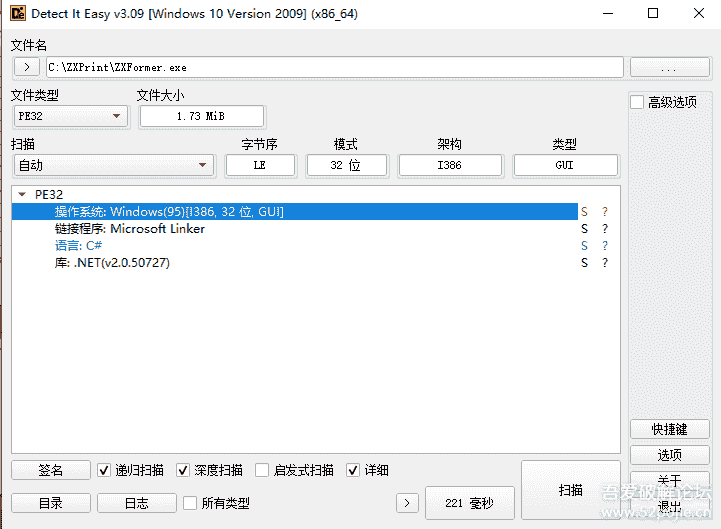 Detect It Easy v3.09 [Windows 10 Version 2009] (x86_64)
文件名
> C:\ZXPrint\ZXFormer.exe ...
文件类型 文件大小
PE32 1.73 MiB 高级选项
扫描 字节序 模式 架构 类型
自动 LE 32 位 I386 GUI
PE32
操作系统: Windows(95)[I386, 32 位, GUI] S ?
链接程序: Microsoft Linker S ?
语言: C# S ?
库: .NET(v2.0.50727) S ?
快捷键
选项
签名 递归扫描 深度扫描 启发式扫描 详细 扫描 关于
目录 日志 所有类型 > 221 毫秒 退出
吾爱破解论坛
www.52pojie.cn